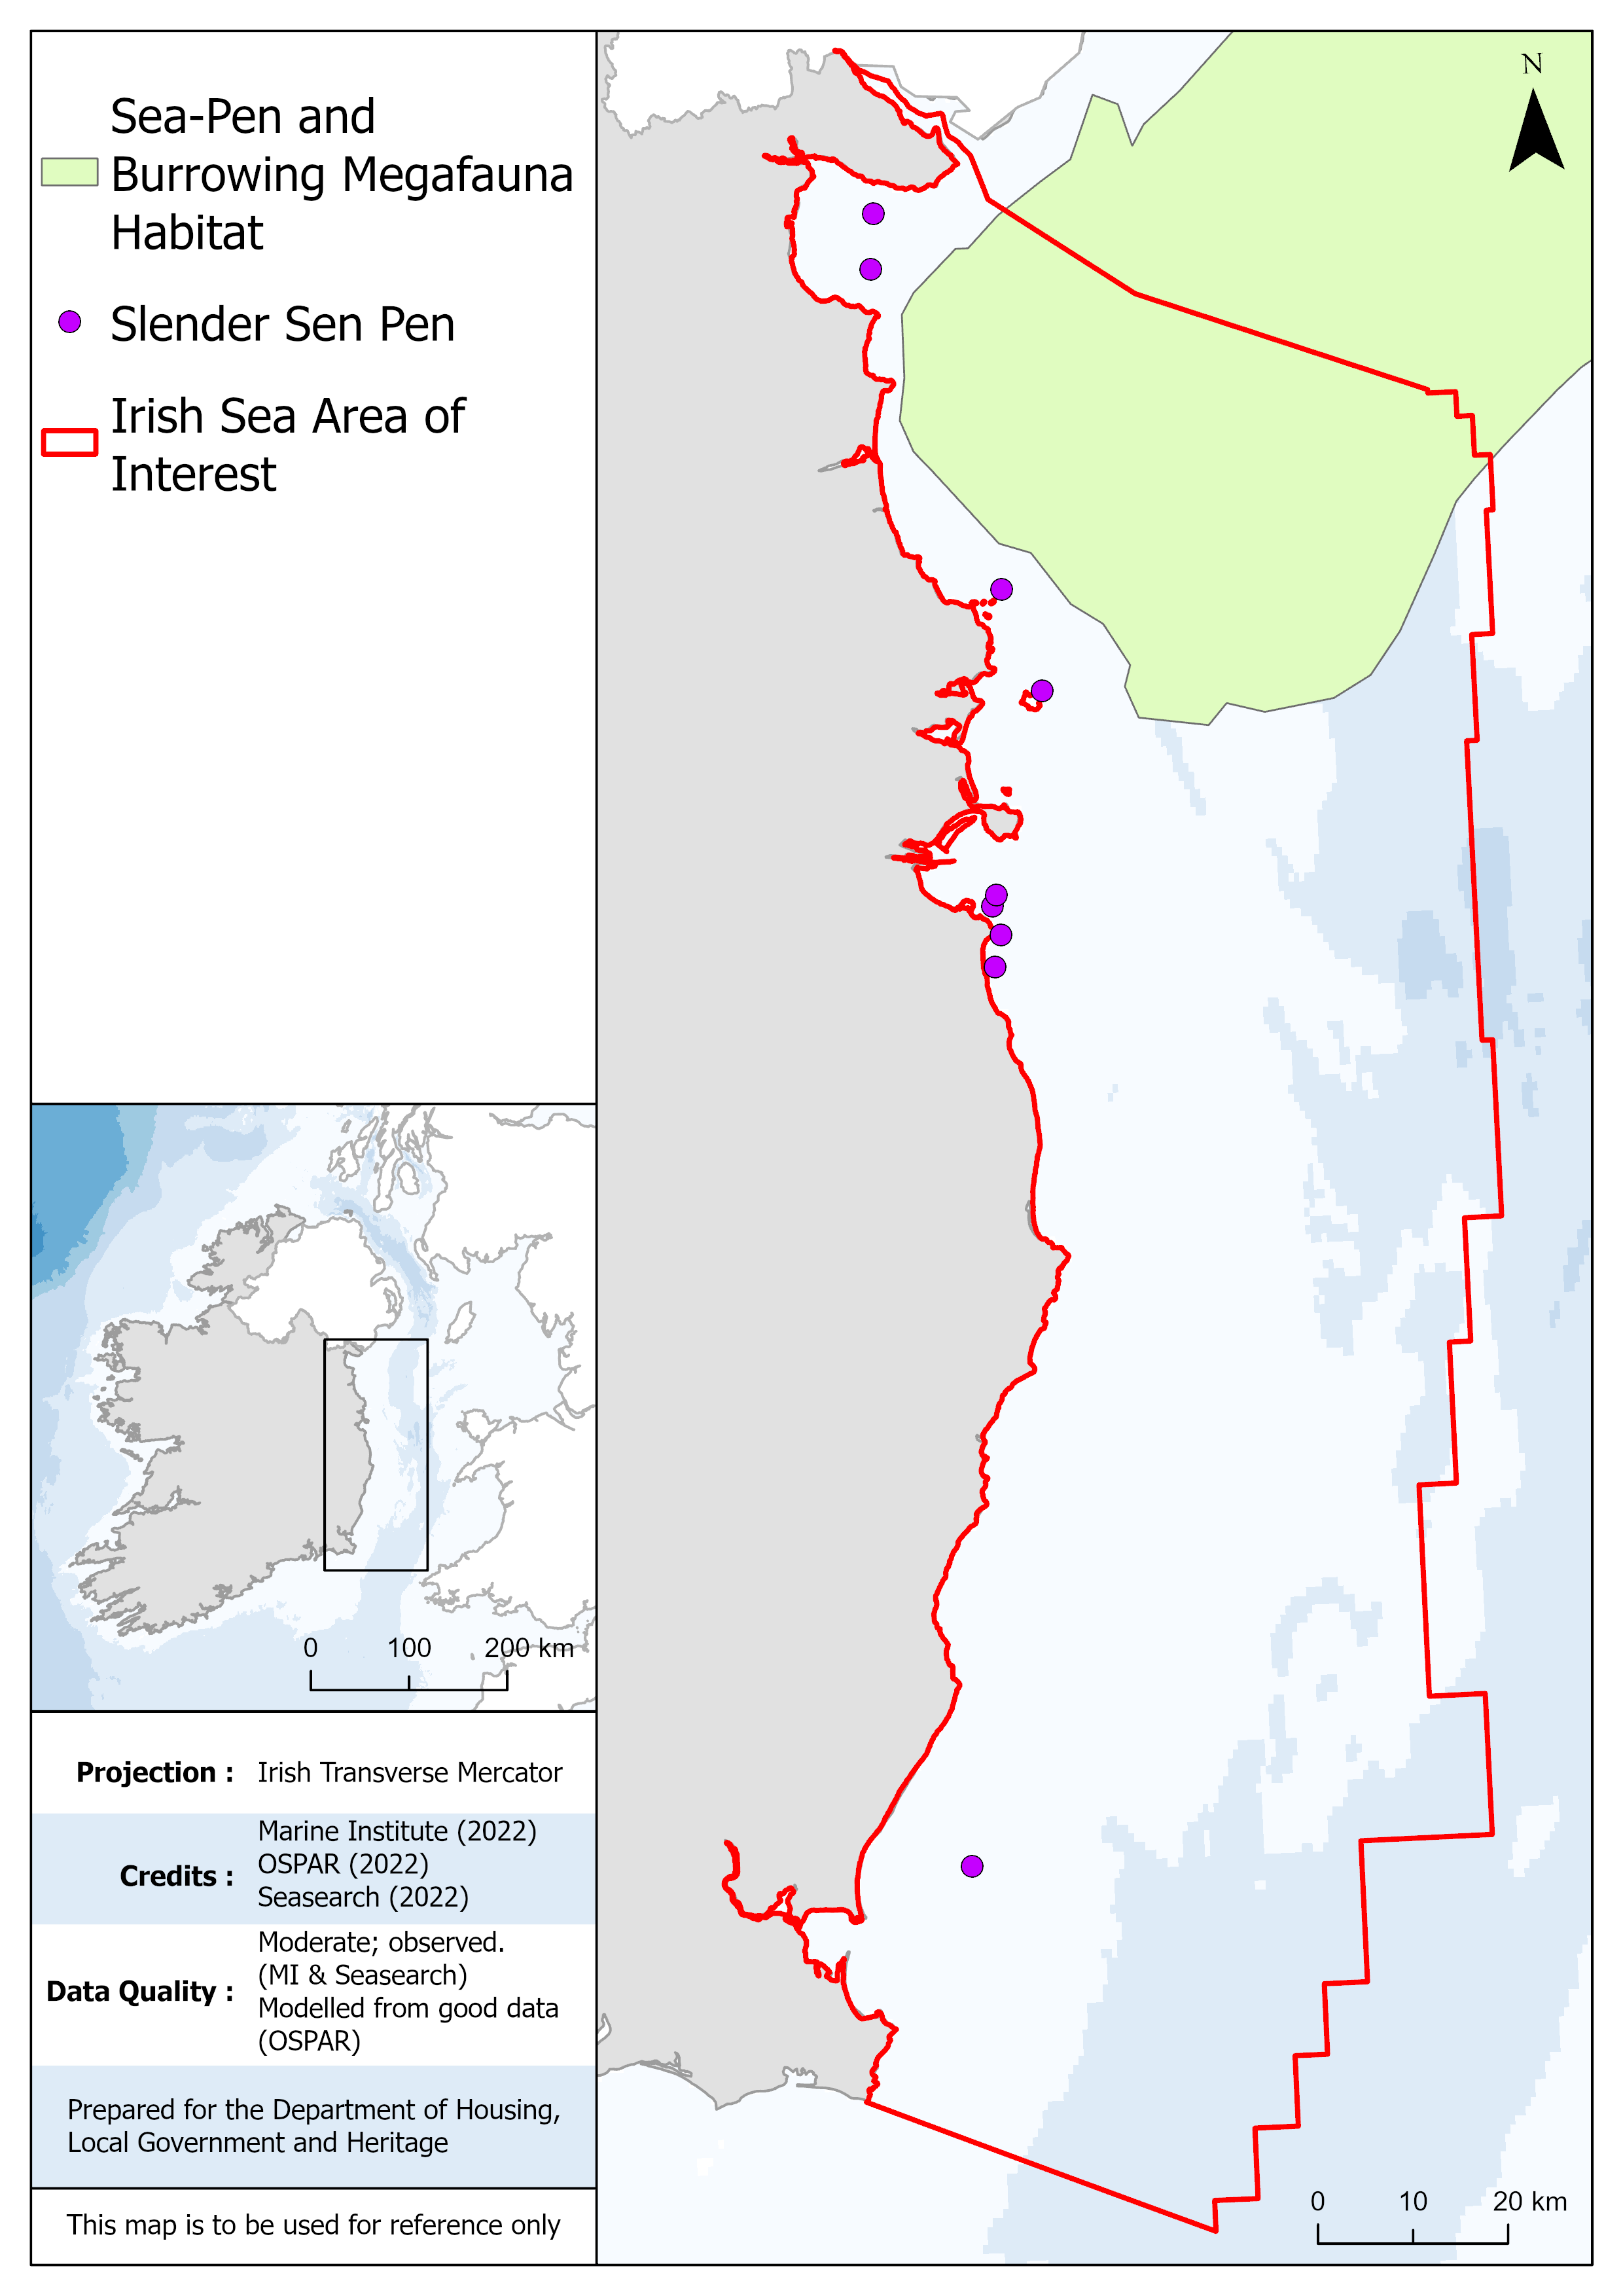 Sea-Pen and
Burrowing Megafauna
Habitat
Slender Sen Pen
Irish Sea Area of
Interest
N
0 100 200 km
Projection : Irish Transverse Mercator
Credits : Marine Institute (2022)
OSPAR (2022)
Seasearch (2022)
Data Quality : Moderate; observed.
(MI & Seasearch)
Modelled from good data
(OSPAR)
Prepared for the Department of Housing,
Local Government and Heritage
This map is to be used for reference only
0 10 20 km